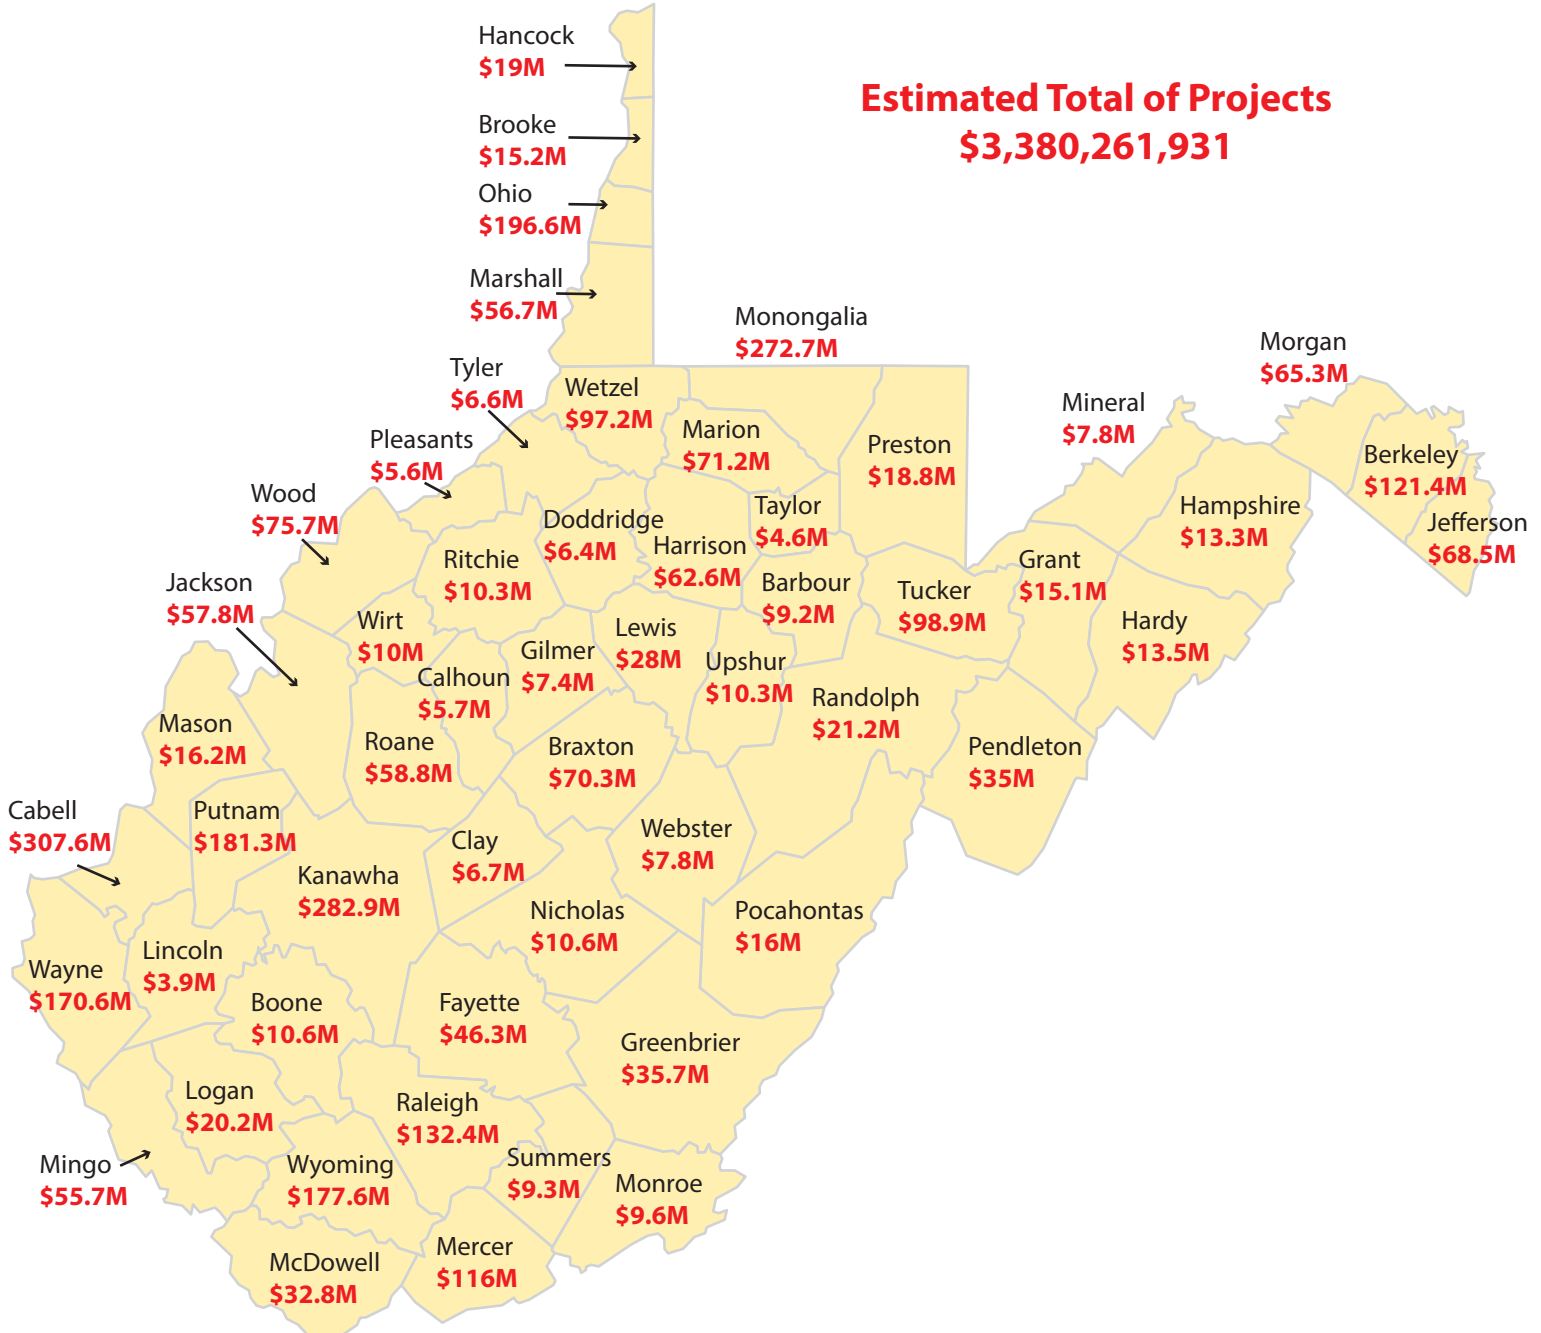 Hancock
$19M
Estimated Total of Projects
$3,380,261,931
Brooke
$15.2M
Ohio
$196.6M
Marshall
$56.7M
Monongalia
$272.7M
Morgan
$65.3M
Tyler
$6.6M
Wetzel
$97.2M
Mineral
$7.8M
Marion
$71.2M
Pleasants
$5.6M
Preston
$18.8M
Berkeley
$121.4M
Wood
$75.7M
Doddridge
$6.4M
Taylor
$4.6M
Hampshire
$13.3M
Jefferson
$68.5M
Ritchie
$10.3M
Harrison
$62.6M
Grant
$15.1M
Jackson
$57.8M
Barbour
$9.2M
Tucker
$98.9M
Wirt
$10M
Lewis
$28M
Hardy
$13.5M
Gilmer
$7.4M
Upshur
$10.3M
Calhoun
$5.7M
Randolph
$21.2M
Mason
$16.2M
Roane
$58.8M
Braxton
$70.3M
Pendleton
$35M
Cabell
$307.6M
Putnam
$181.3M
Clay
$6.7M
Webster
$7.8M
Kanawha
$282.9M
Nicholas
$10.6M
Pocahontas
$16M
Lincoln
$3.9M
Wayne
$170.6M
Boone
$10.6M
Fayette
$46.3M
Greenbrier
$35.7M
Logan
$20.2M
Raleigh
$132.4M
Mingo
$55.7M
Wyoming
$177.6M
Summers
$9.3M
Monroe
$9.6M
McDowell
$32.8M
Mercer
$116M